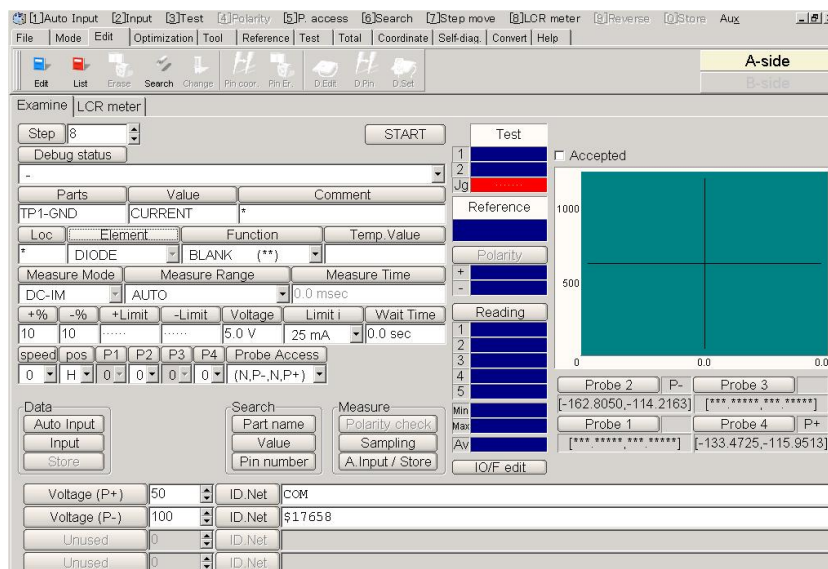 [1]Auto Input [2]Input [3]Test [4]Polarity [5]P. access [6]Search [7]Step move [8]LCR meter [9]Reverse [0]Store Aux
File Mode Edit Optimization Tool Reference Test Total Coordinate Self-diag. Convert Help
Edit List Erase Search Change Pin coor. Pin Er. D.Edit D.Pin D.Set
A-side
B-side
Examine LCR meter
Step 8 START Test
Debug status 1 Accepted
- 2
Jg ·······
Parts Value Comment Reference
TP1-GND CURRENT * 1000
Loc Element Function Temp.Value
* DIODE BLANK (**) Polarity
Measure Mode Measure Range Measure Time +
DC-IM AUTO 0.0 msec - 500
+% -% +Limit -Limit Voltage Limit i Wait Time Reading
10 10 ······ ······ 5.0 V 25 mA 0.0 sec 1
speed pos P1 P2 P3 P4 Probe Access 2
0 H 0 0 0 0 (N,P-,N,P+) 3
0 0.0 0.0
4 Probe 2 P- Probe 3
5 [-162.8050,-114.2163] [***.*****,***.*****]
Data Search Measure Min
Auto Input Part name Polarity check Max Probe 1 Probe 4 P+
Input Value Sampling Av [***.*****,***.*****] [-133.4725,-115.9513]
Store Pin number A.Input / Store IO/F edit
Voltage (P+) 50 ID.Net COM
Voltage (P-) 100 ID.Net $17658
Unused 0 ID.Net
Unused 0 ID.Net